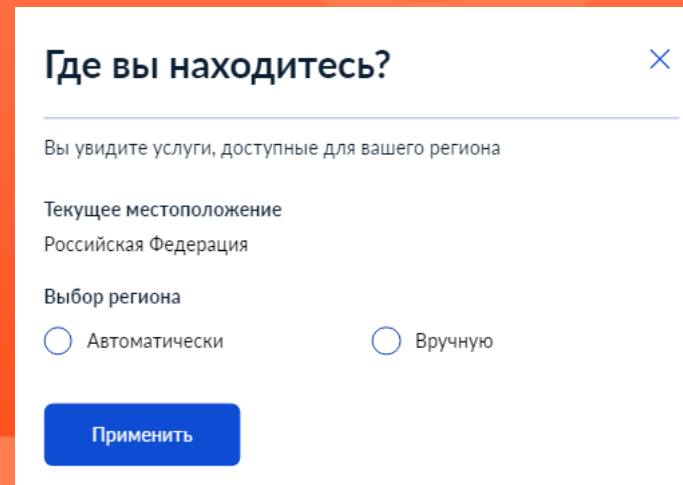 Где вы находитесь?
Вы увидите услуги, доступные для вашего региона
Текущее местоположение
Российская Федерация
Выбор региона
Автоматически Вручную
Применить